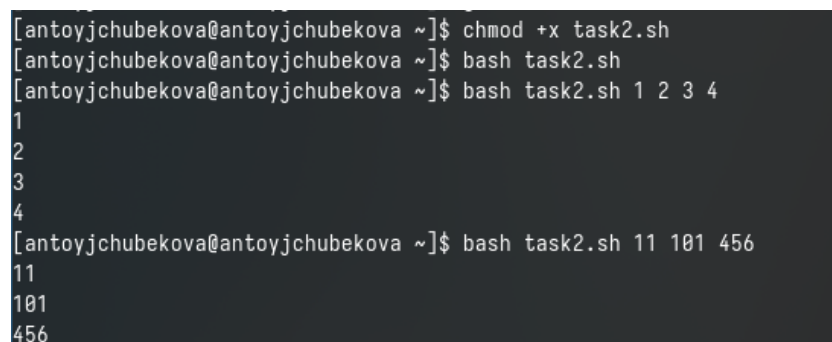 [antoyjchubekova@antoyjchubekova ~]$ chmod +x task2.sh
[antoyjchubekova@antoyjchubekova ~]$ bash task2.sh
[antoyjchubekova@antoyjchubekova ~]$ bash task2.sh 1 2 3 4
1
2
3
4
[antoyjchubekova@antoyjchubekova ~]$ bash task2.sh 11 101 456
11
101
456